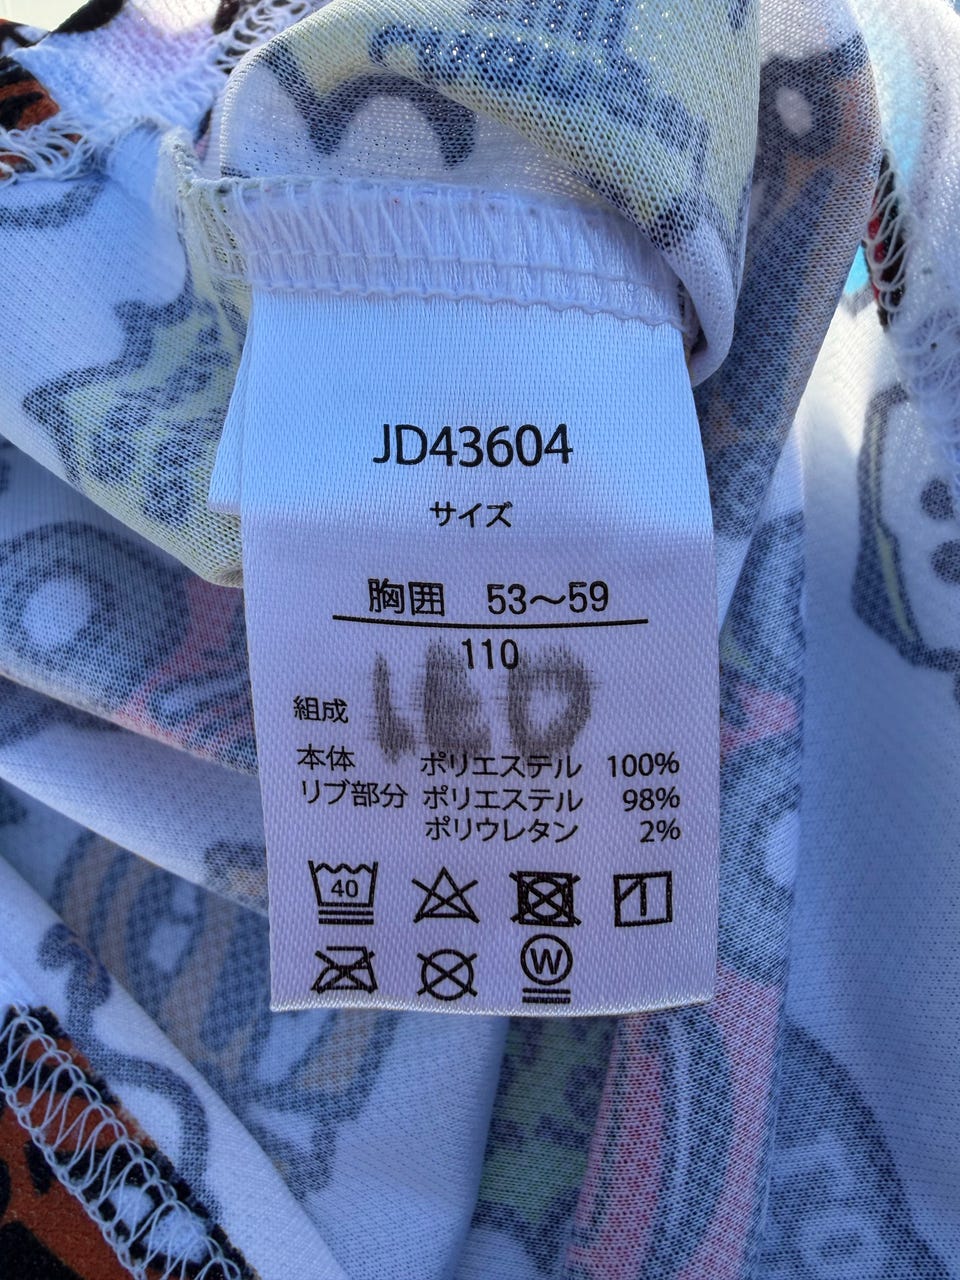 JD43604
サイズ
胸囲 53～59
110
LEO
組成
本体 ポリエステル 100%
リブ部分 ポリエステル 98%
ポリウレタン 2%
40
W